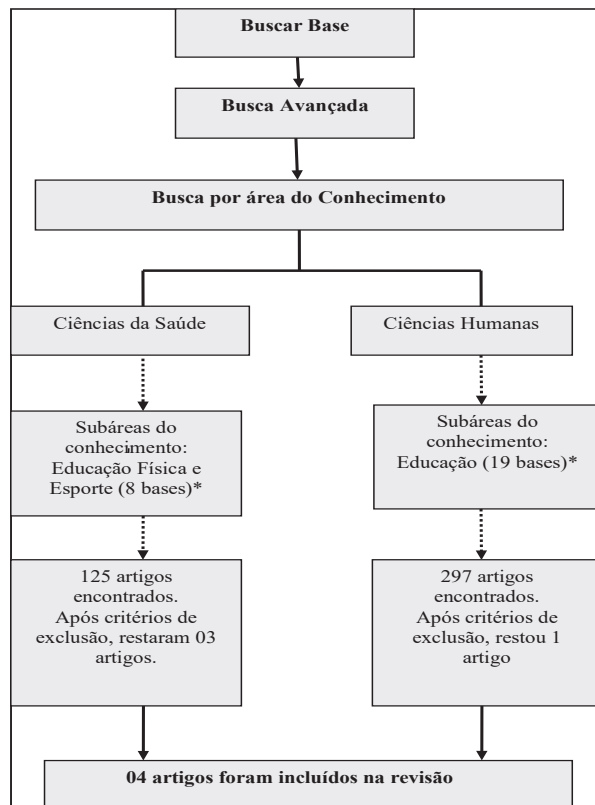 Buscar Base
Busca Avançada
Busca por área do Conhecimento
Ciências da Saúde
Ciências Humanas
Subáreas do
conhecimento:
Educação Física e
Esporte (8 bases)*
Subáreas do
conhecimento:
Educação (19 bases)*
125 artigos
encontrados.
Após critérios de
exclusão, restaram 03
artigos.
297 artigos
encontrados.
Após critérios de
exclusão, restou 1
artigo
04 artigos foram incluídos na revisão